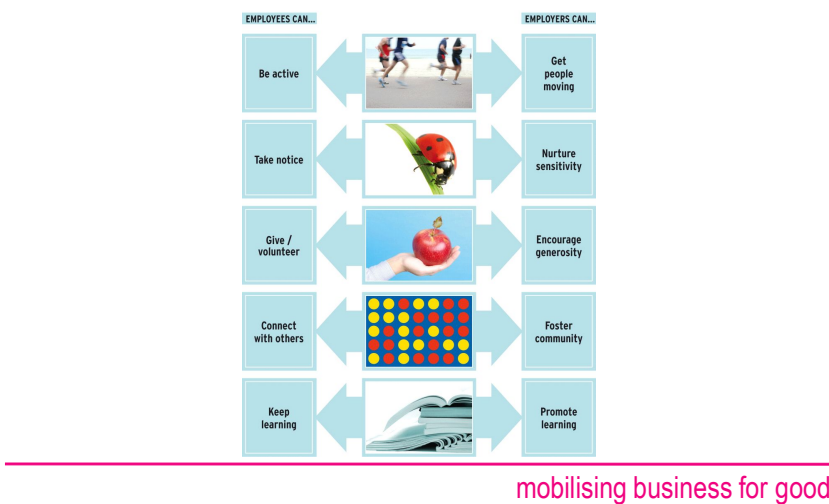 EMPLOYEES CAN...
EMPLOYERS CAN...
Be active
Get
people
moving
Take notice
Nurture
sensitivity
Give /
volunteer
Encourage
generosity
Connect
with others
Foster
community
Keep
learning
Promote
learning
mobilising business for good